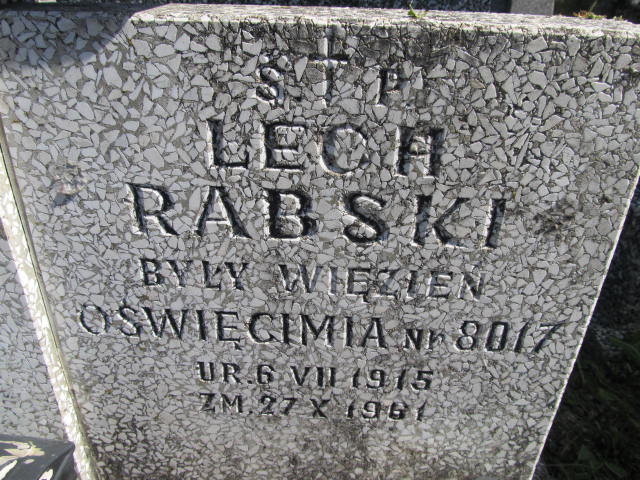 Ś. † P.
LECH
RABSKI
BYŁY WIĘZIEŃ
OŚWIĘCIMIA Nr 8017
UR. 6 VII 1915
ZM. 27 X 1961